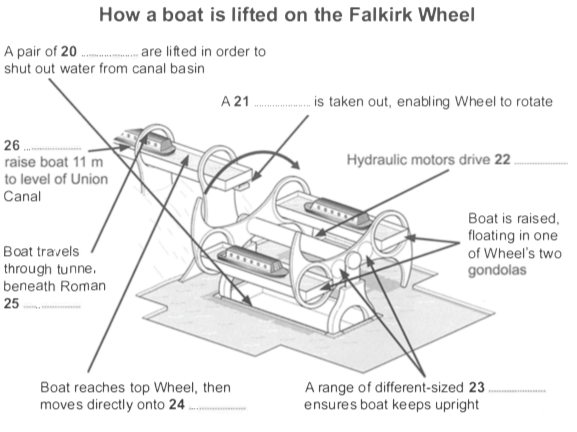 How a boat is lifted on the Falkirk Wheel
A pair of 20 .................. are lifted in order to
shut out water from canal basin
A 21 .................. is taken out, enabling Wheel to rotate
26 ..................
raise boat 11 m
to level of Union
Canal
Hydraulic motors drive 22 ..................
Boat is raised,
floating in one
of Wheel's two
gondolas
Boat travels
through tunne.
beneath Roman
25 ..................
Boat reaches top Wheel, then
moves directly onto 24 ..................
A range of different-sized 23 ..................
ensures boat keeps upright